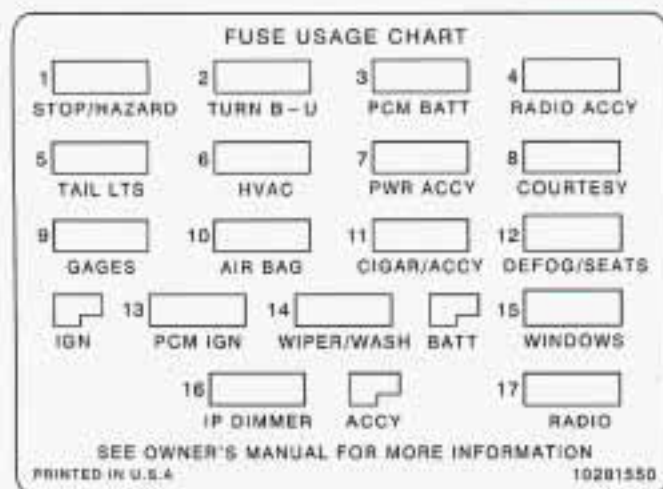 FUSE USAGE CHART
1 2 3 4
STOP/HAZARD TURN B-U PCM BATT RADIO ACCY
5 6 7 8
TAIL LTS HVAC PWR ACCY COURTESY
9 10 11 12
GAGES AIR BAG CIGAR/ACCY DEFOG/SEATS
13 14 15
IGN PCM IGN WIPER/WASH BATT WINDOWS
16 17
IP DIMMER ACCY RADIO
SEE OWNER'S MANUAL FOR MORE INFORMATION
PRINTED IN U.S.A 10281550